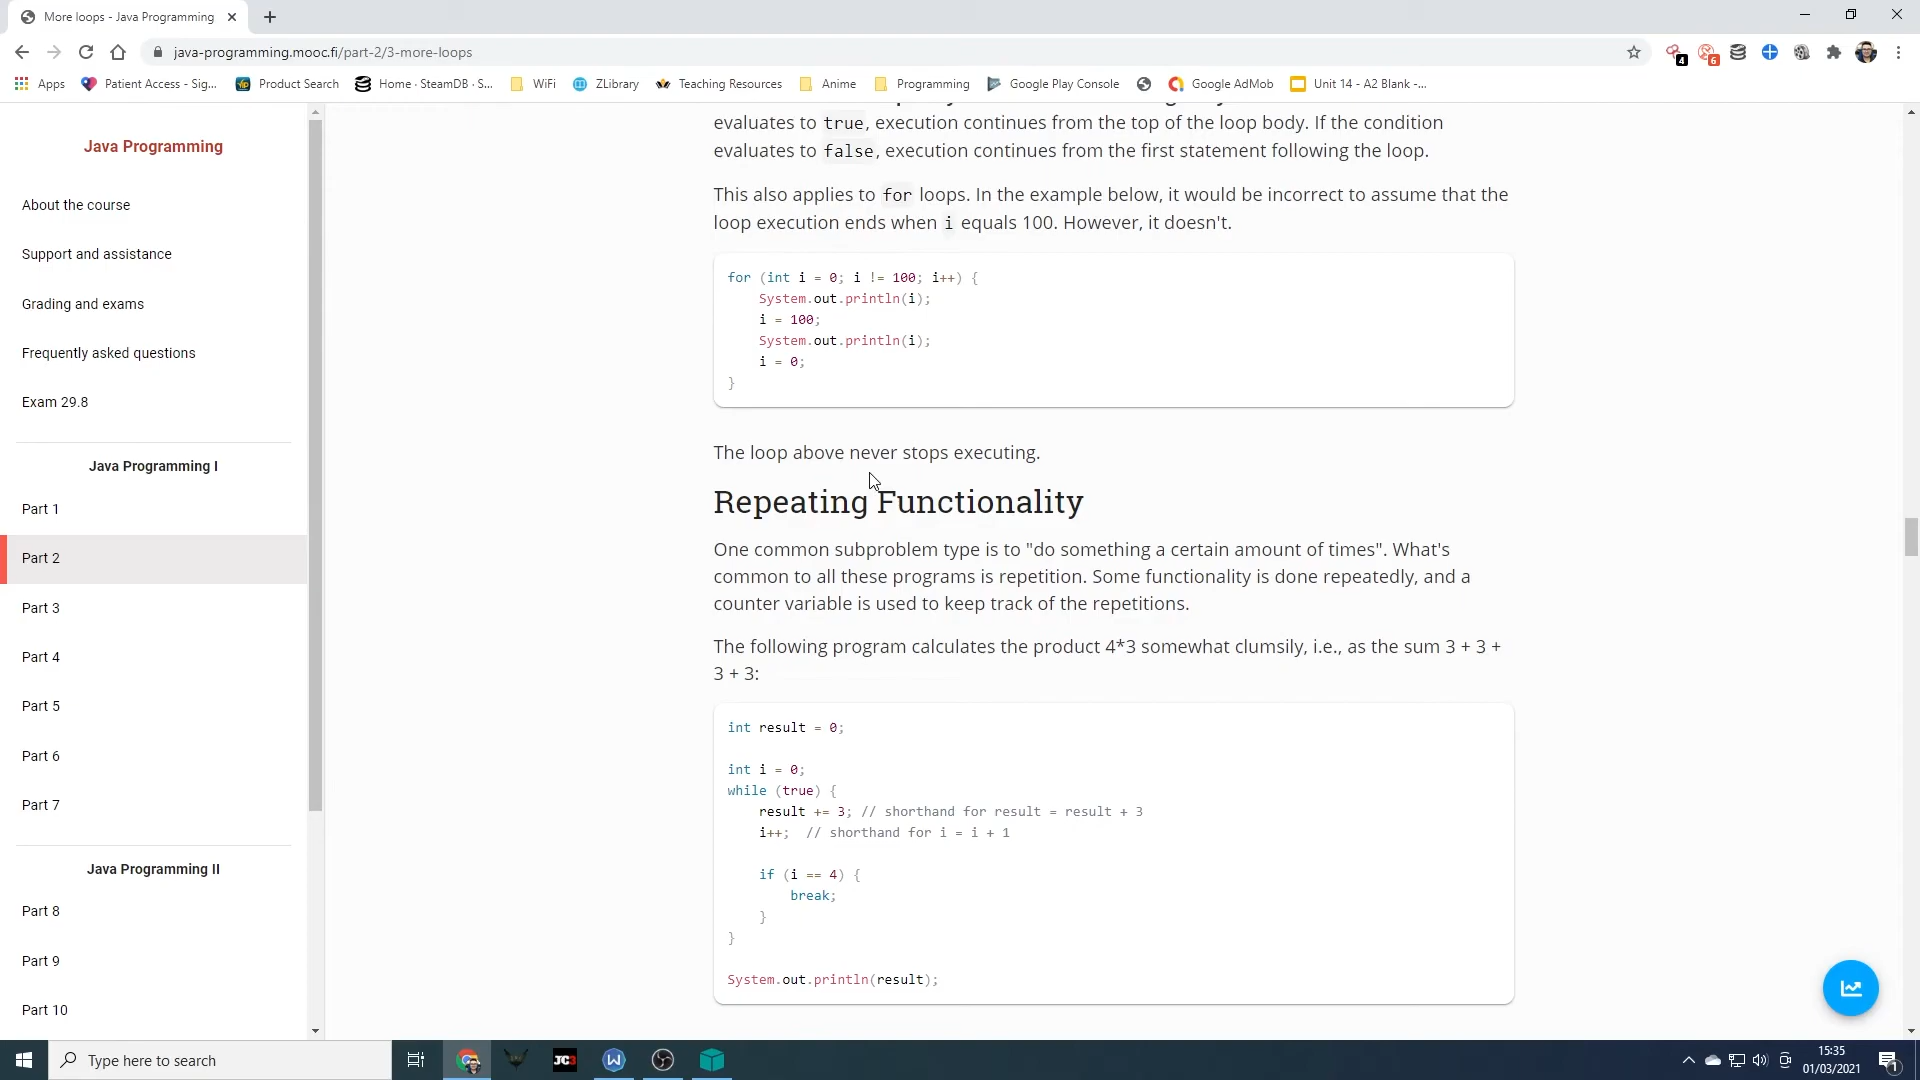 More loops - Java Programming
java-programming.mooc.fi/part-2/3-more-loops
4
6
Apps
Patient Access - Sig...
Product Search
Home · SteamDB · S...
WiFi
ZLibrary
Teaching Resources
Anime
Programming
Google Play Console
Google AdMob
Unit 14 - A2 Blank -...
Java Programming
About the course
Support and assistance
Grading and exams
Frequently asked questions
Exam 29.8
Java Programming I
Part 1
Part 2
Part 3
Part 4
Part 5
Part 6
Part 7
Java Programming II
Part 8
Part 9
Part 10
evaluates to true, execution continues from the top of the loop body. If the condition
evaluates to false, execution continues from the first statement following the loop.
This also applies to for loops. In the example below, it would be incorrect to assume that the
loop execution ends when i equals 100. However, it doesn't.
for (int i = 0; i != 100; i++) {
    System.out.println(i);
    i = 100;
    System.out.println(i);
    i = 0;
}
The loop above never stops executing.
Repeating Functionality
One common subproblem type is to "do something a certain amount of times". What's
common to all these programs is repetition. Some functionality is done repeatedly, and a
counter variable is used to keep track of the repetitions.
The following program calculates the product 4*3 somewhat clumsily, i.e., as the sum 3 + 3 +
3 + 3:
int result = 0;
int i = 0;
while (true) {
    result += 3; // shorthand for result = result + 3
    i++;  // shorthand for i = i + 1
    if (i == 4) {
        break;
    }
}
System.out.println(result);
Type here to search
JC3
W
15:35
01/03/2021
1